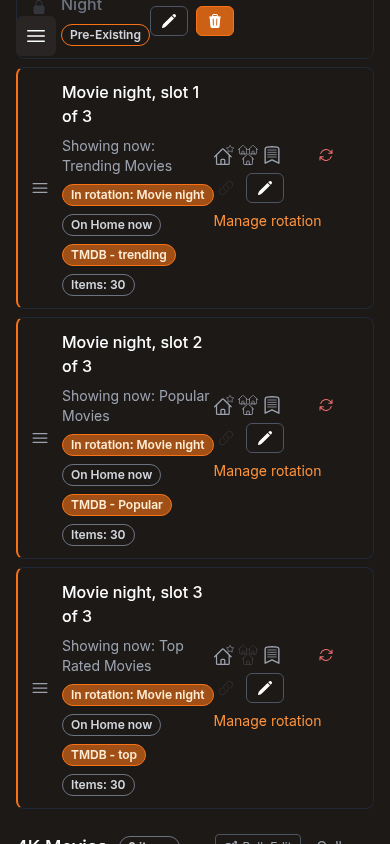 Night
Pre-Existing
Movie night, slot 1
of 3
Showing now:
Trending Movies
In rotation: Movie night
On Home now
TMDB - trending
Items: 30
Manage rotation
Movie night, slot 2
of 3
Showing now: Popular
Movies
In rotation: Movie night
On Home now
TMDB - Popular
Items: 30
Manage rotation
Movie night, slot 3
of 3
Showing now: Top
Rated Movies
In rotation: Movie night
On Home now
TMDB - top
Items: 30
Manage rotation
4K Movies